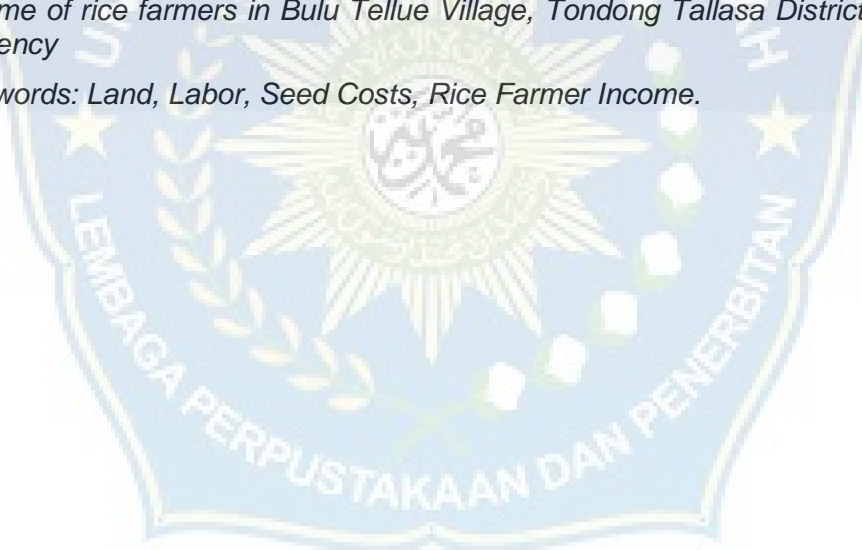 me of rice farmers in Bulu Tellue Village, Tondong Tallasa District
ency
words: Land, Labor, Seed Costs, Rice Farmer Income.
LEMBAGA PERPUSTAKAAN DAN PENERBITAN